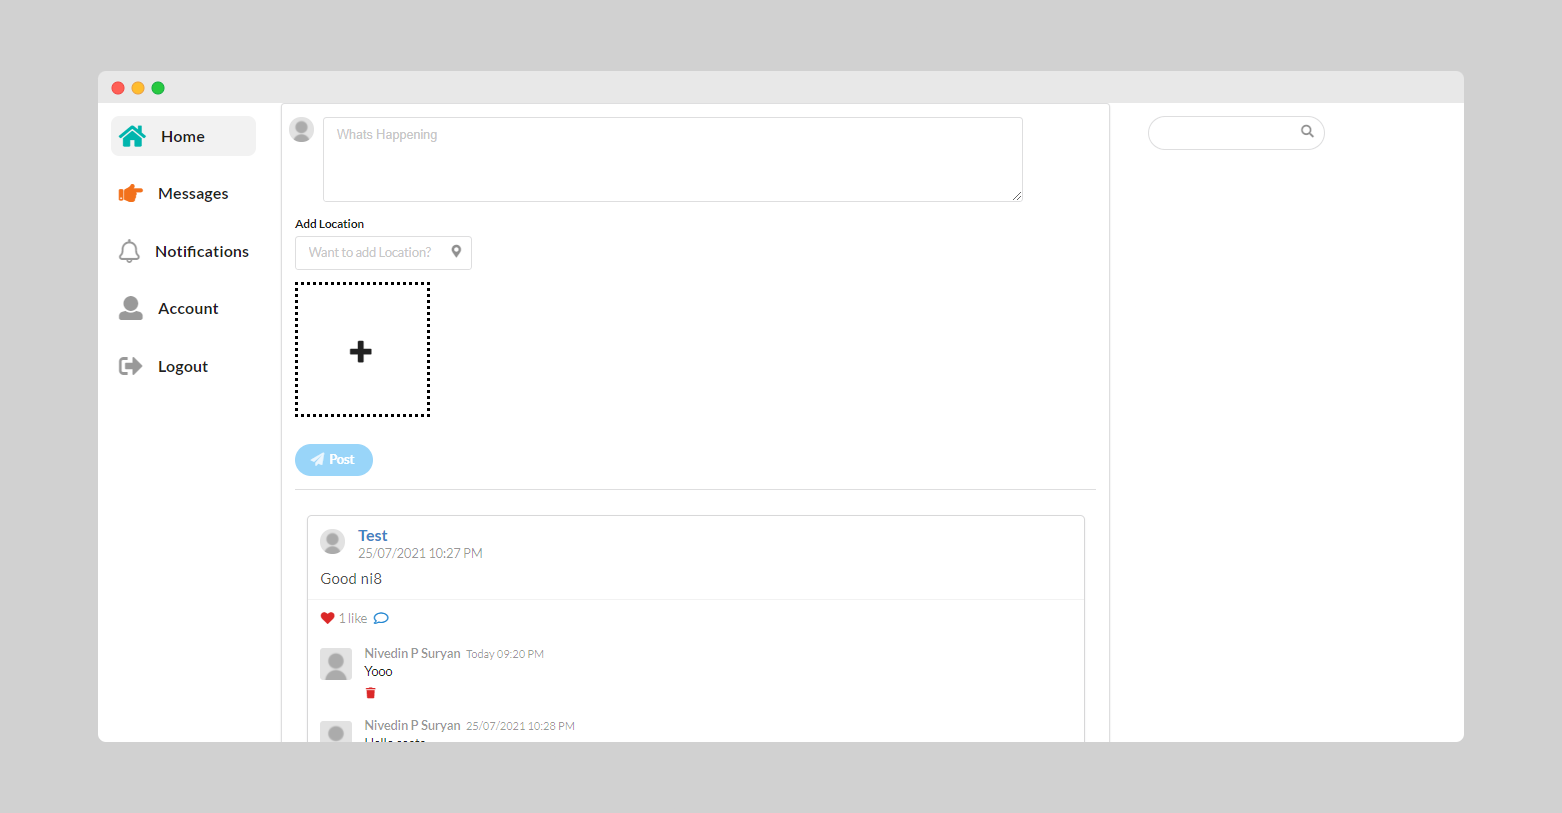 Home
Messages
Notifications
Account
Logout
Whats Happening
Add Location
Want to add Location?
Post
Test
25/07/2021 10:27 PM
Good ni8
1 like
Nivedin P Suryan Today 09:20 PM
Yooo
Nivedin P Suryan 25/07/2021 10:28 PM